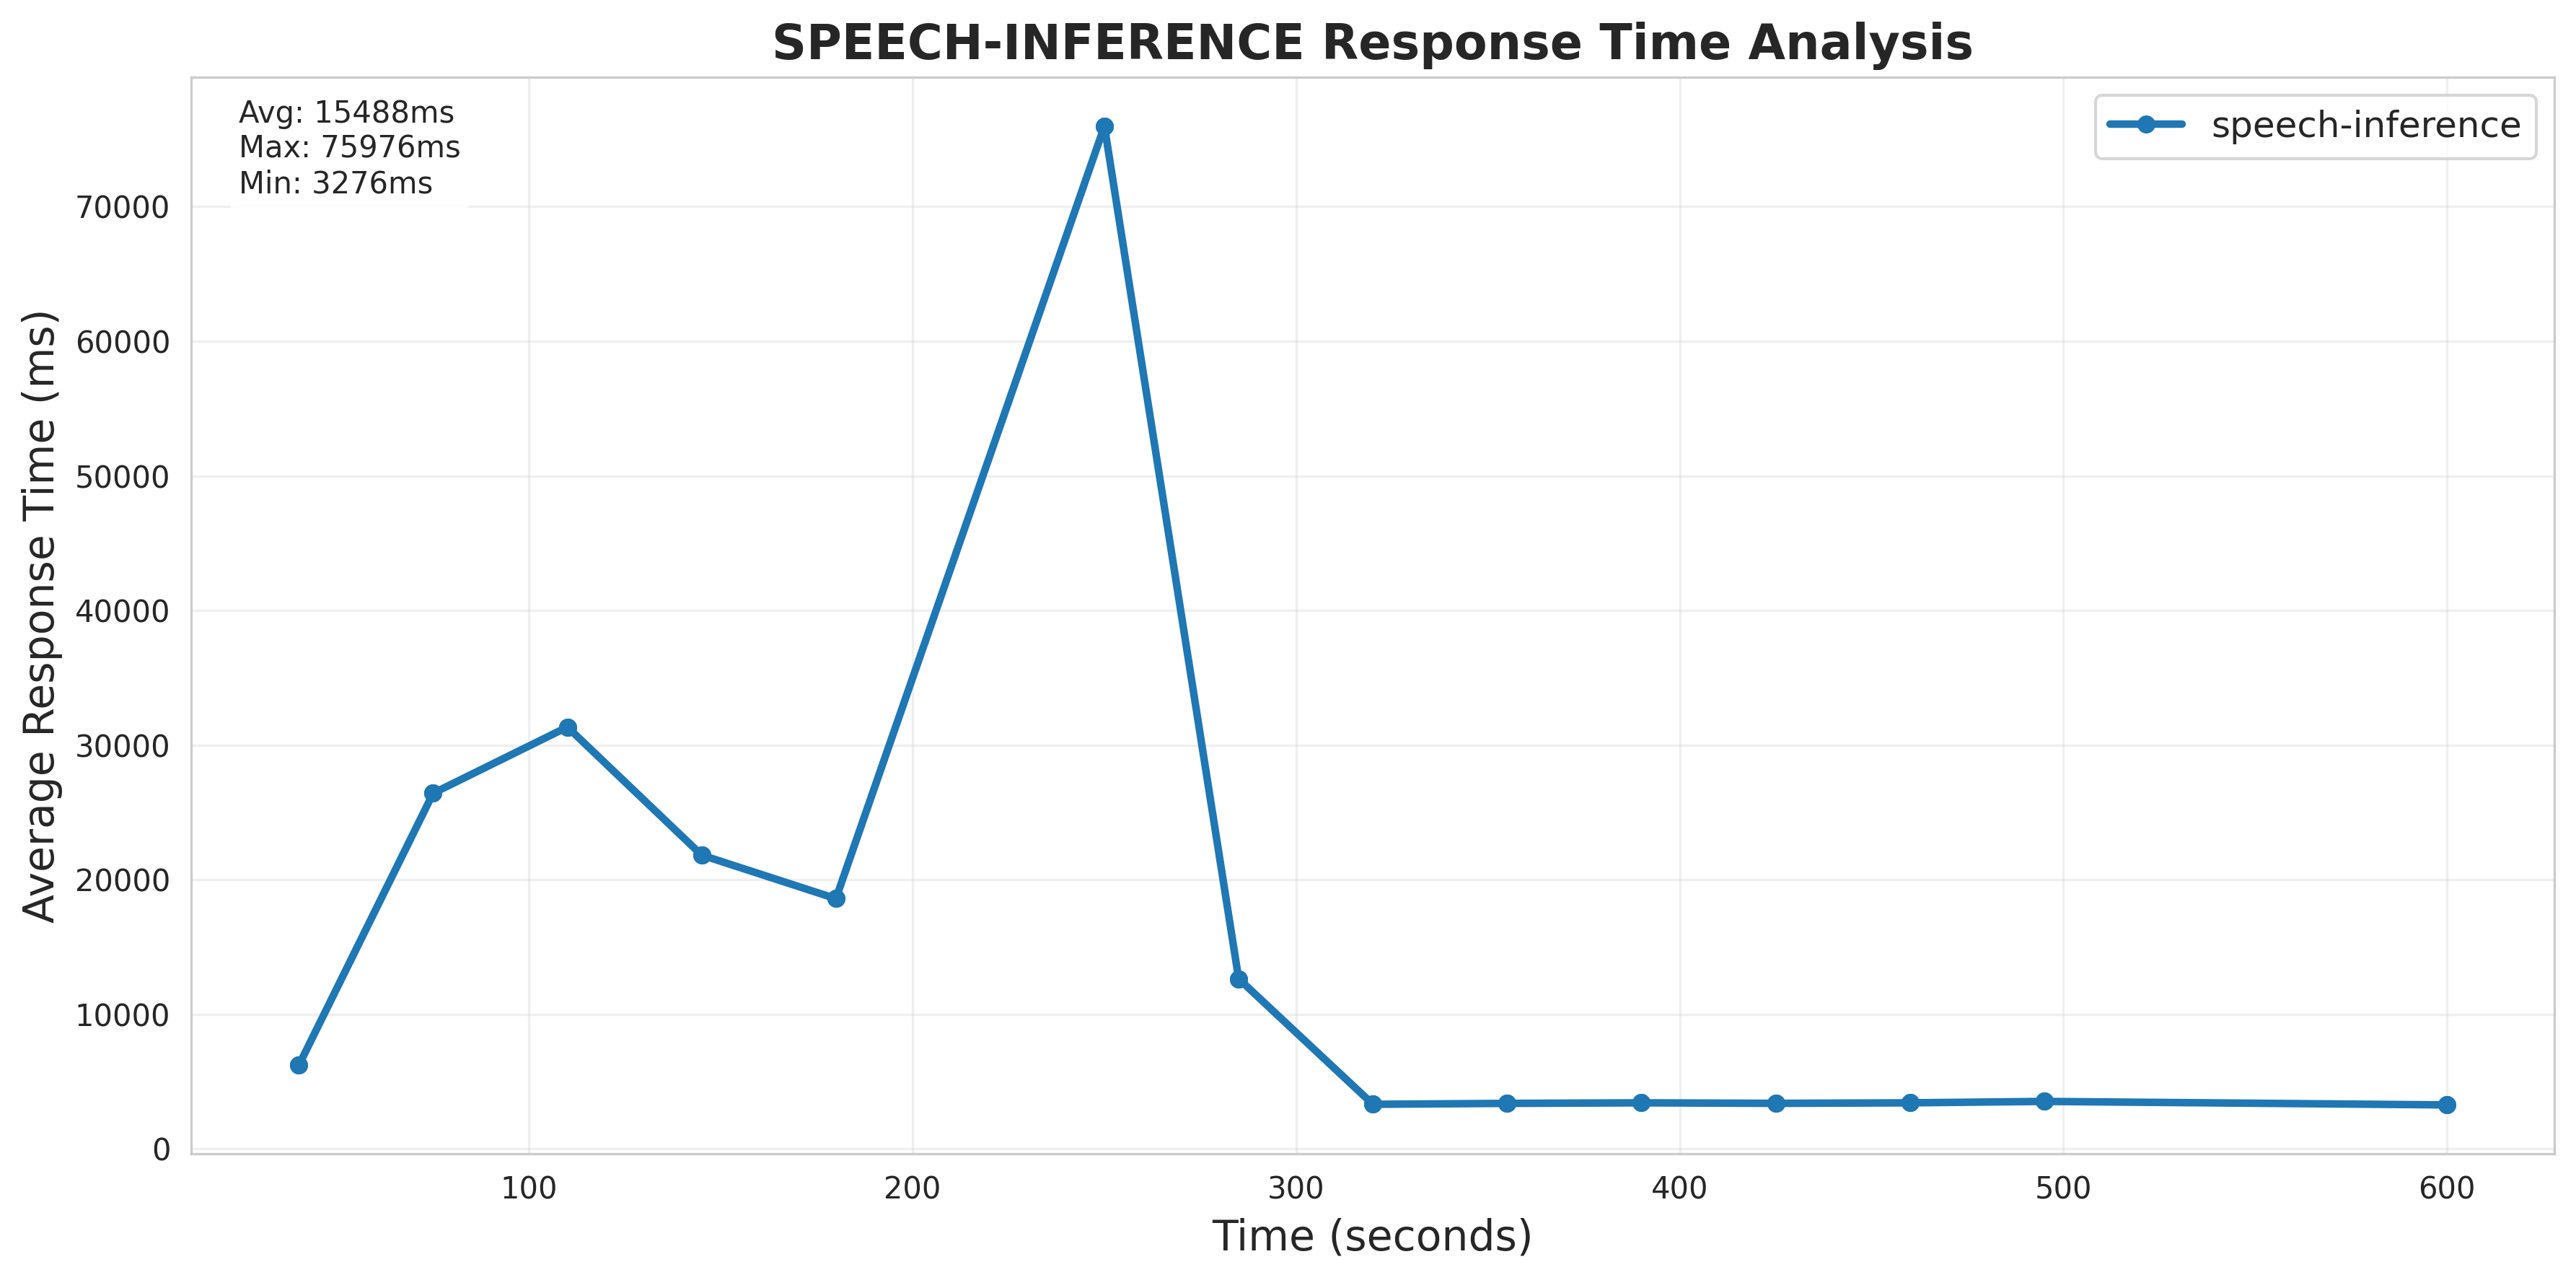 SPEECH-INFERENCE Response Time Analysis
Avg: 15488ms
Max: 75976ms
Min: 3276ms
speech-inference
Average Response Time (ms)
70000
60000
50000
40000
30000
20000
10000
0
100 200 300 400 500 600
Time (seconds)